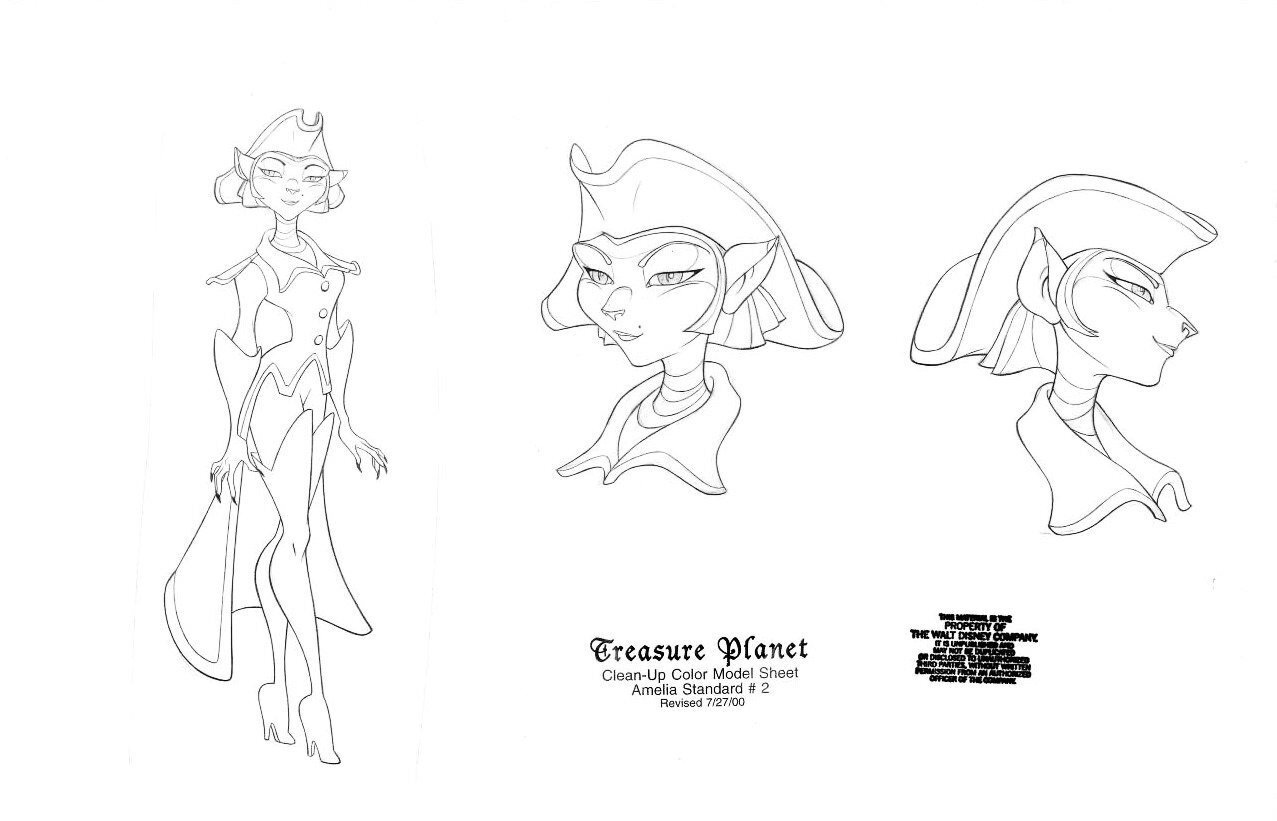 Treasure Planet
Clean-Up Color Model Sheet
Amelia Standard # 2
Revised 7/27/00
THIS MATERIAL IS THE
PROPERTY OF
THE WALT DISNEY COMPANY.
IT IS UNPUBLISHED AND
MAY NOT BE DUPLICATED
OR DISCLOSED TO UNAUTHORIZED
THIRD PARTIES, WITHOUT WRITTEN
PERMISSION FROM AN AUTHORIZED
OFFICER OF THE COMPANY.